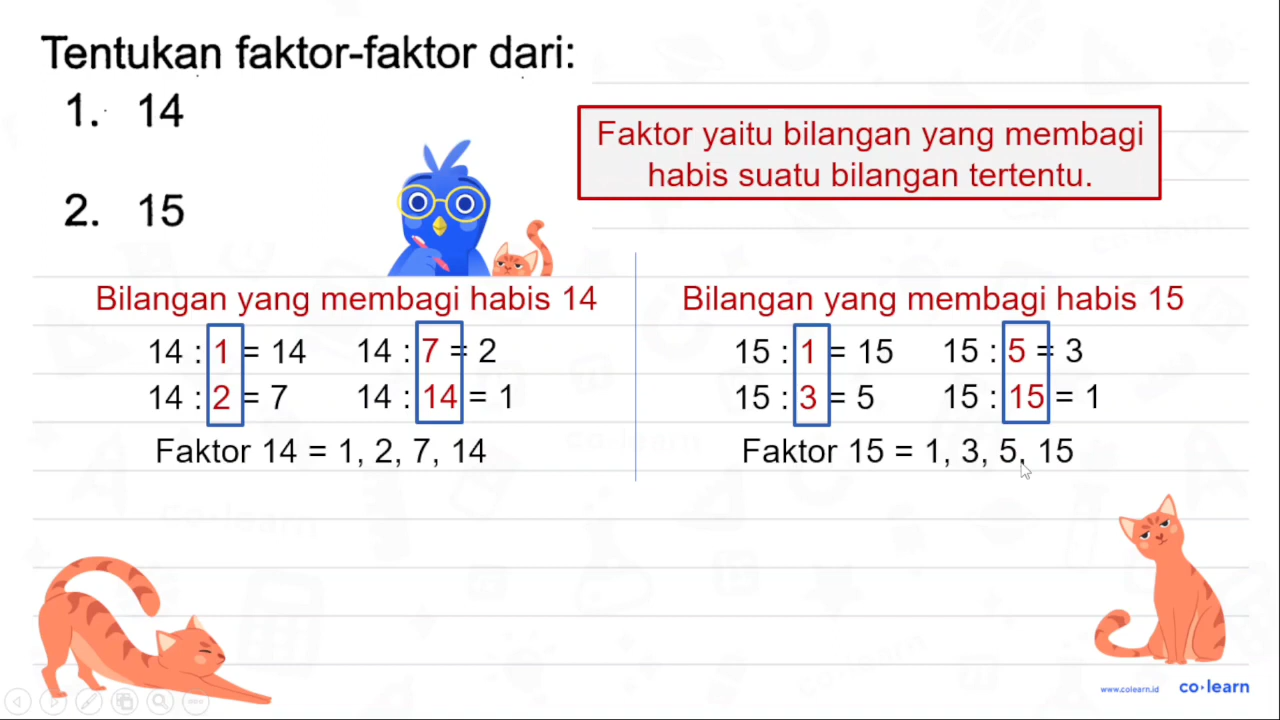 Tentukan faktor-faktor dari:
1. 14
2. 15
Faktor yaitu bilangan yang membagi
habis suatu bilangan tertentu.
Bilangan yang membagi habis 14
14 : 1 = 14 14 : 7 = 2
14 : 2 = 7 14 : 14 = 1
Faktor 14 = 1, 2, 7, 14
Bilangan yang membagi habis 15
15 : 1 = 15 15 : 5 = 3
15 : 3 = 5 15 : 15 = 1
Faktor 15 = 1, 3, 5, 15
www.colearn.id
co·learn